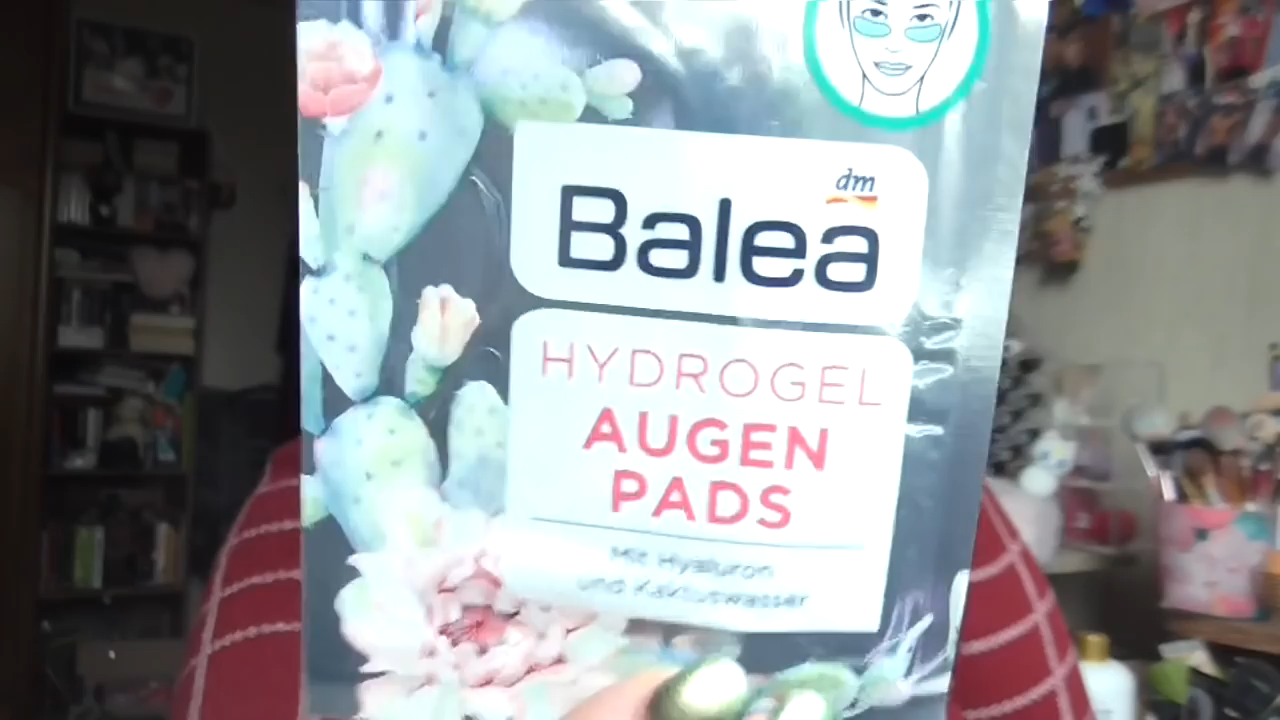 dm
Balea
HYDROGEL
AUGEN
PADS
Mit Hyaluron
und Kaktuswasser